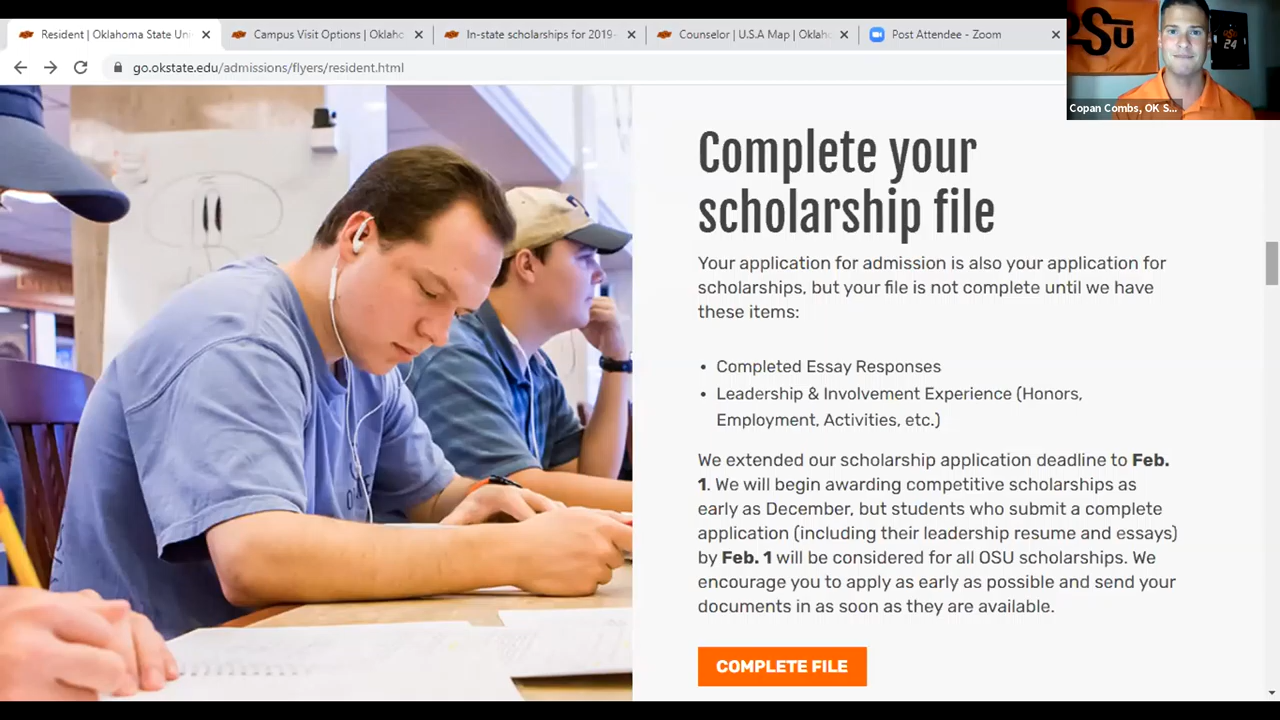 Resident | Oklahoma State Uni
Campus Visit Options | Oklaho
In-state scholarships for 2019-
Counselor | U.S.A Map | Oklah
Post Attendee - Zoom
go.okstate.edu/admissions/flyers/resident.html
OSU
OSU
24
Copan Combs, OK S...
Complete your
scholarship file
Your application for admission is also your application for
scholarships, but your file is not complete until we have
these items:
• Completed Essay Responses
• Leadership & Involvement Experience (Honors,
Employment, Activities, etc.)
We extended our scholarship application deadline to Feb.
1. We will begin awarding competitive scholarships as
early as December, but students who submit a complete
application (including their leadership resume and essays)
by Feb. 1 will be considered for all OSU scholarships. We
encourage you to apply as early as possible and send your
documents in as soon as they are available.
COMPLETE FILE